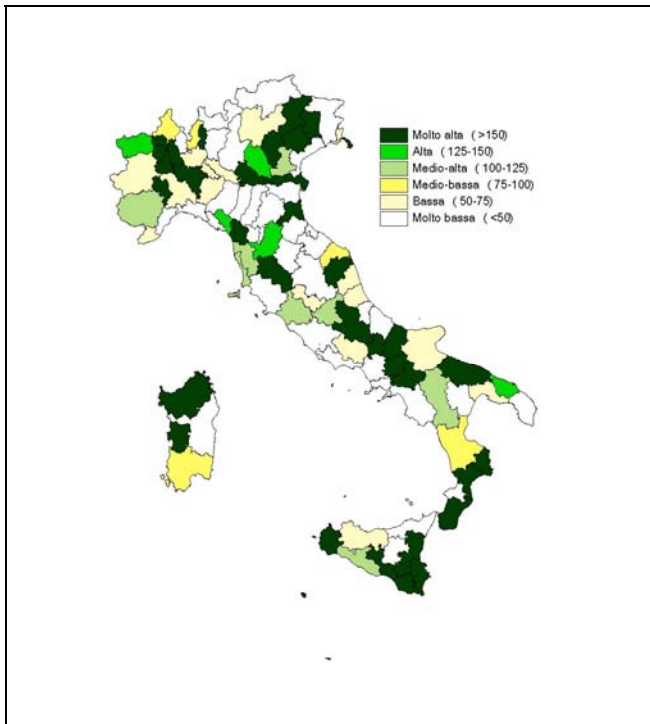 Molto alta (>150)
Alta (125-150)
Medio-alta (100-125)
Medio-bassa (75-100)
Bassa (50-75)
Molto bassa (<50)